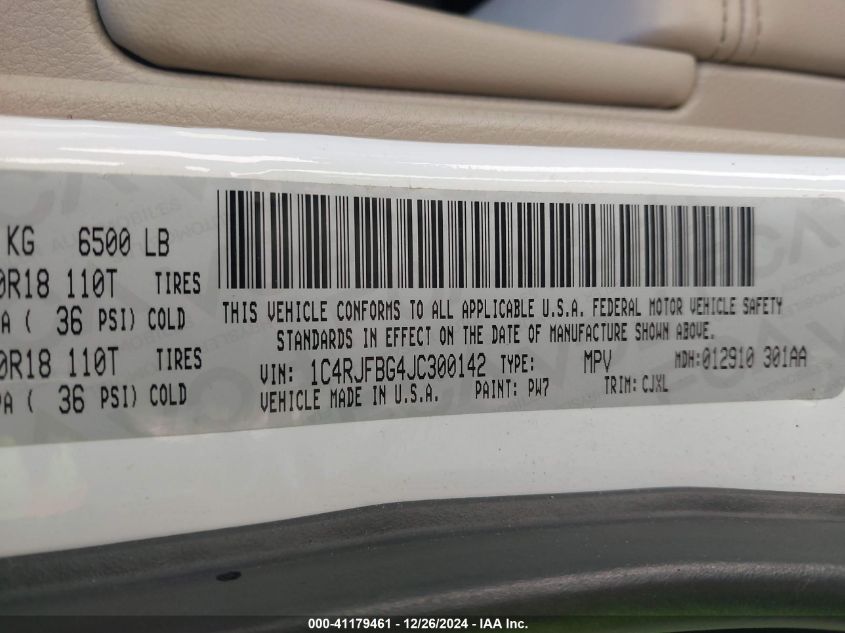 KG 6500 LB
0R18 110T TIRES
A ( 36 PSI) COLD
0R18 110T TIRES
PA ( 36 PSI) COLD
THIS VEHICLE CONFORMS TO ALL APPLICABLE U.S.A. FEDERAL MOTOR VEHICLE SAFETY
STANDARDS IN EFFECT ON THE DATE OF MANUFACTURE SHOWN ABOVE.
VIN: 1C4RJFBG4JC300142 TYPE: MPV MDH:012910 301AA
VEHICLE MADE IN U.S.A. PAINT: PW7 TRIM: CJXL
000-41179461 - 12/26/2024 - IAA Inc.